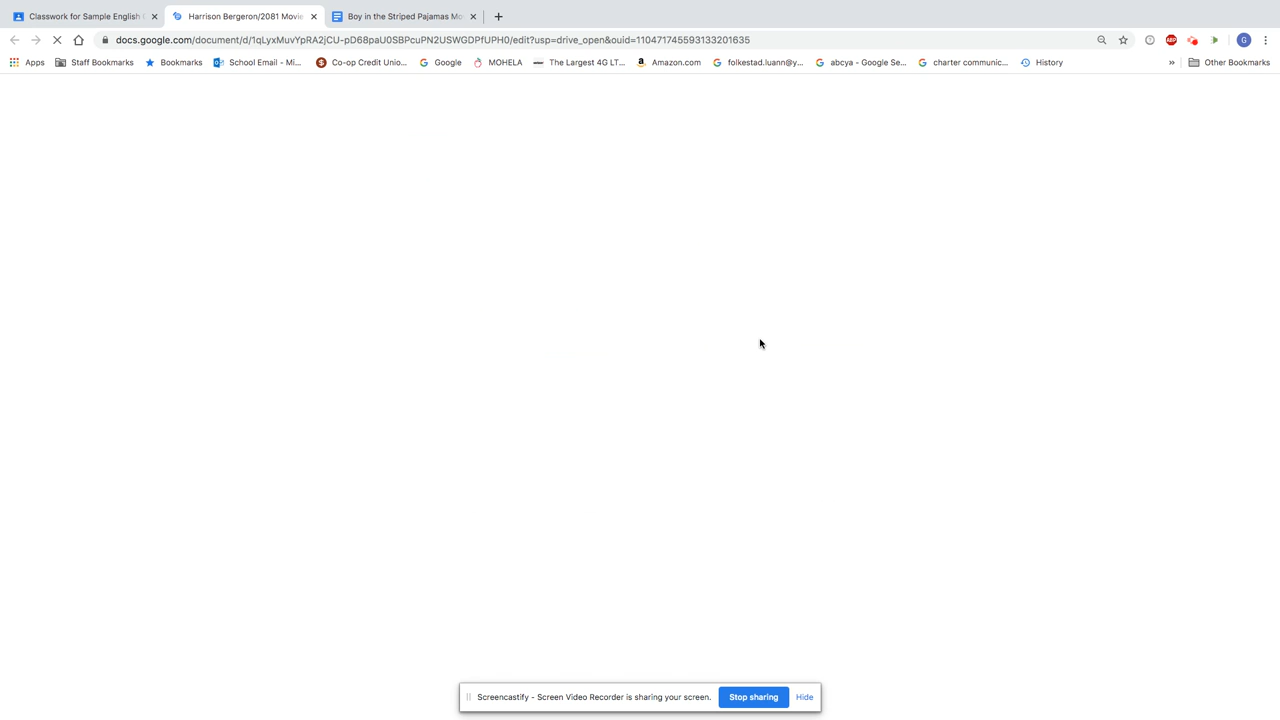 Classwork for Sample English
Harrison Bergeron/2081 Movie
Boy in the Striped Pajamas Mo
docs.google.com/document/d/1qLyxMuvYpRA2jCU-pD68paU0SBPcuPN2USWGDPfUPH0/edit?usp=drive_open&ouid=110471745593133201635
Apps Staff Bookmarks Bookmarks School Email - Mi... Co-op Credit Unio... Google MOHELA The Largest 4G LT... Amazon.com folkestad.luann@y... abcya - Google Se... charter communic... History » Other Bookmarks
Screencastify - Screen Video Recorder is sharing your screen. Stop sharing Hide